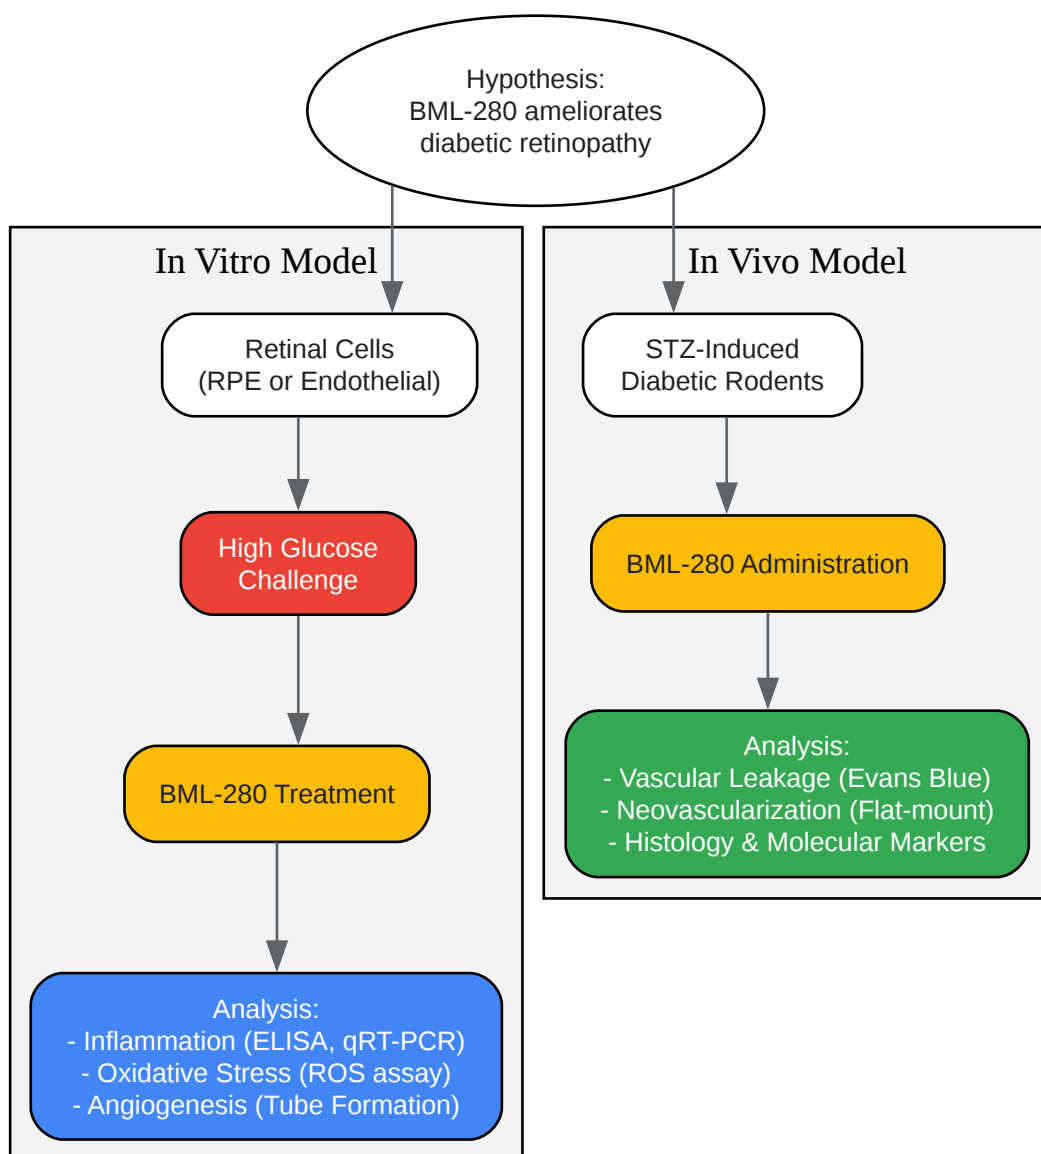 Hypothesis:
BML-280 ameliorates
diabetic retinopathy
In Vitro Model
Retinal Cells
(RPE or Endothelial)
High Glucose
Challenge
BML-280 Treatment
Analysis:
- Inflammation (ELISA, qRT-PCR)
- Oxidative Stress (ROS assay)
- Angiogenesis (Tube Formation)
In Vivo Model
STZ-Induced
Diabetic Rodents
BML-280 Administration
Analysis:
- Vascular Leakage (Evans Blue)
- Neovascularization (Flat-mount)
- Histology & Molecular Markers